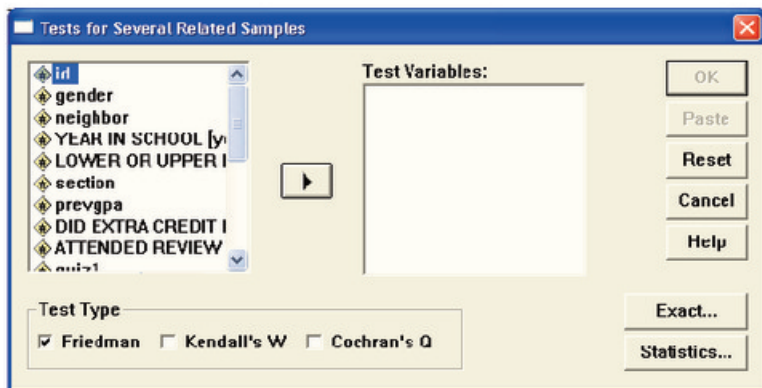 Tests for Several Related Samples
id
gender
neighbor
YEAR IN SCHOOL [y
LOWER OR UPPER
section
prevgpa
DID EXTRA CREDIT
ATTENDED REVIEW
quiz1
Test Variables:
OK
Paste
Reset
Cancel
Help
Test Type
Friedman
Kendall's W
Cochran's Q
Exact...
Statistics...